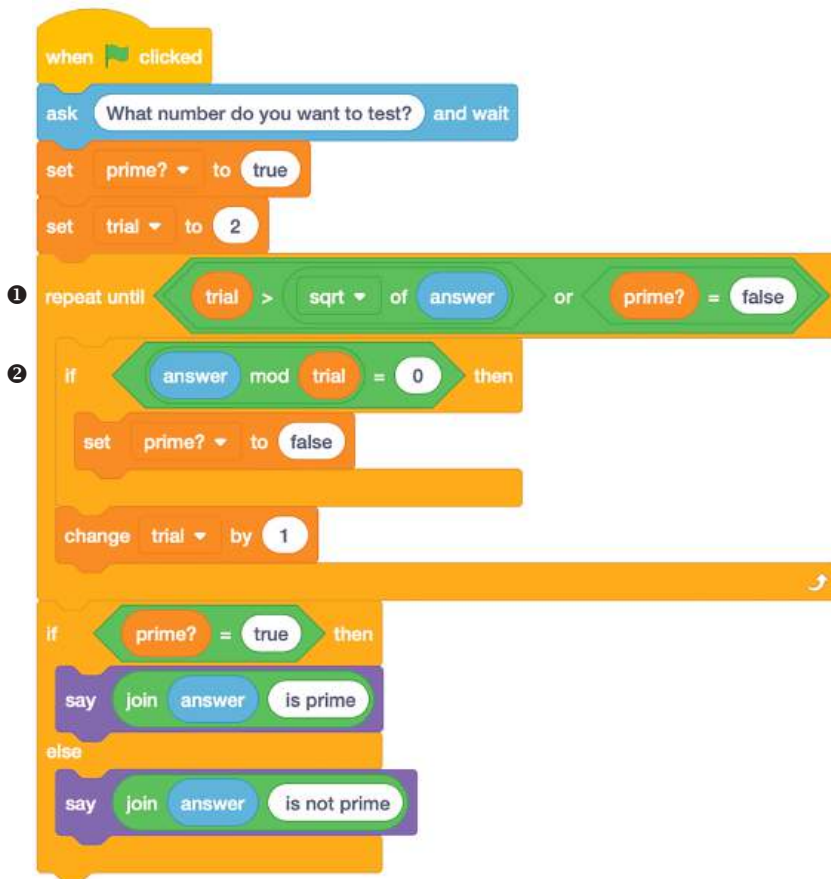 when clicked
ask What number do you want to test? and wait
set prime? to true
set trial to 2
❶ repeat until trial > sqrt of answer or prime? = false
❷ if answer mod trial = 0 then
set prime? to false
change trial by 1
if prime? = true then
say join answer is prime
else
say join answer is not prime